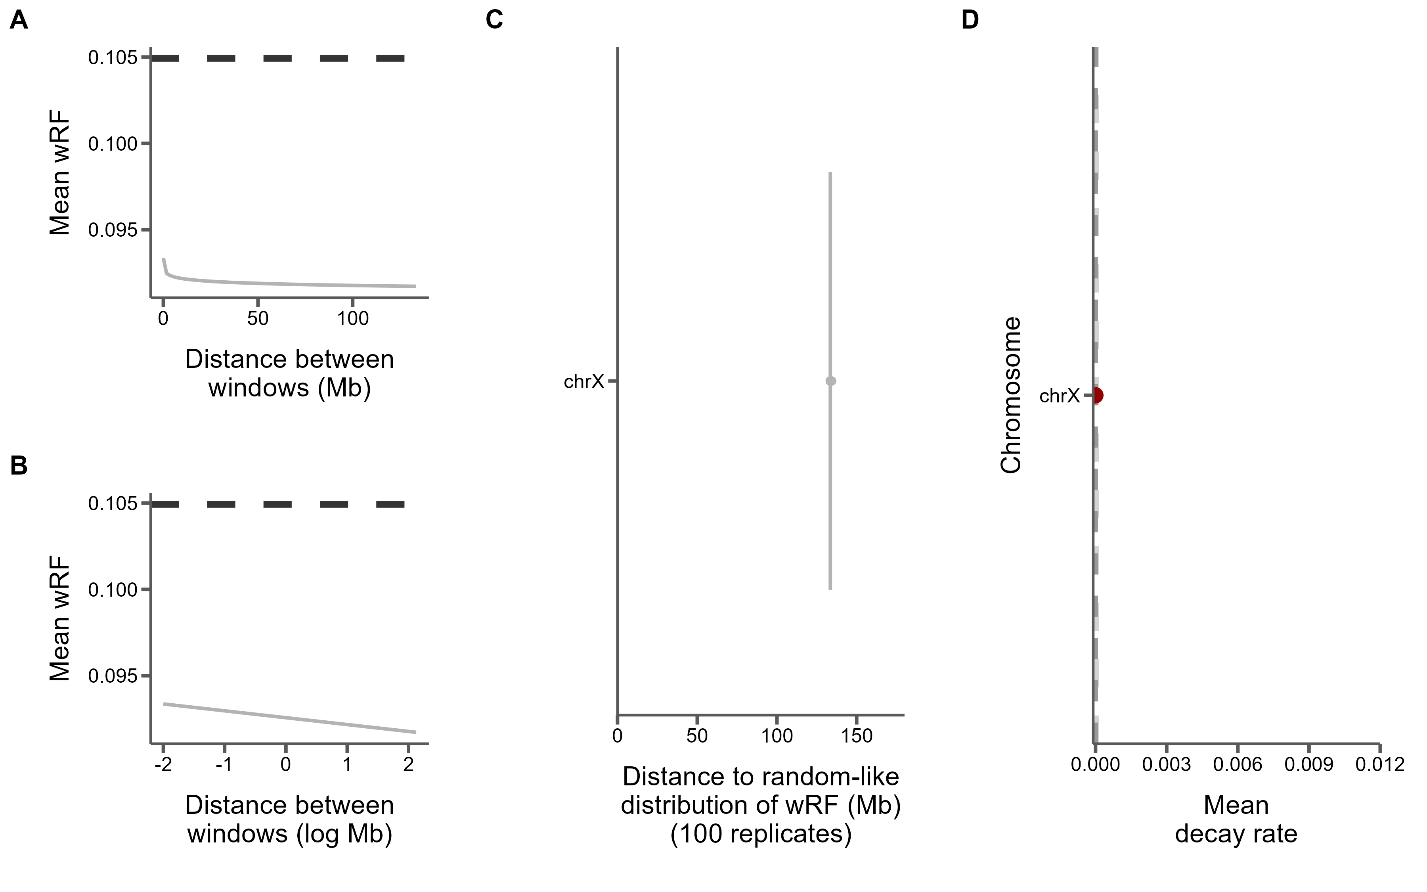 A
Mean wRF
0.105
0.100
0.095
0
50
100
Distance between
windows (Mb)
B
Mean wRF
0.105
0.100
0.095
-2
-1
0
1
2
Distance between
windows (log Mb)
C
chrX
0
50
100
150
Distance to random-like
distribution of wRF (Mb)
(100 replicates)
D
Chromosome
chrX
0.000
0.003
0.006
0.009
0.012
Mean
decay rate